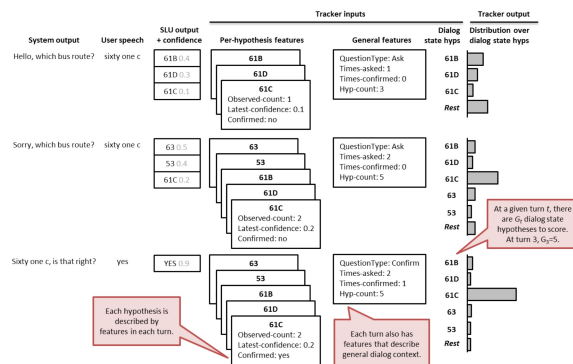 Tracker inputs
Tracker output
System output
User speech
SLU output
+ confidence
Per-hypothesis features
General features
Dialog
state hyps
Distribution over
dialog state hyps
Hello, which bus route?
sixty one c
61B 0.4
61D 0.3
61C 0.1
61B
61D
61C
Observed-count: 1
Latest-confidence: 0.1
Confirmed: no
QuestionType: Ask
Times-asked: 1
Times-confirmed: 0
Hyp-count: 3
61B
61D
61C
Rest
Sorry, which bus route?
sixty one c
63 0.5
53 0.4
61C 0.2
63
53
61B
61D
61C
Observed-count: 2
Latest-confidence: 0.2
Confirmed: no
QuestionType: Ask
Times-asked: 2
Times-confirmed: 0
Hyp-count: 5
61B
61D
61C
63
53
Rest
At a given turn t, there
are Gt dialog state
hypotheses to score.
At turn 3, G3=5.
Sixty one c, is that right?
yes
YES 0.9
63
53
61B
61D
61C
Observed-count: 2
Latest-confidence: 0.2
Confirmed: yes
QuestionType: Confirm
Times-asked: 2
Times-confirmed: 1
Hyp-count: 5
61B
61D
61C
63
53
Rest
Each hypothesis is
described by
features in each turn.
Each turn also has
features that describe
general dialog context.